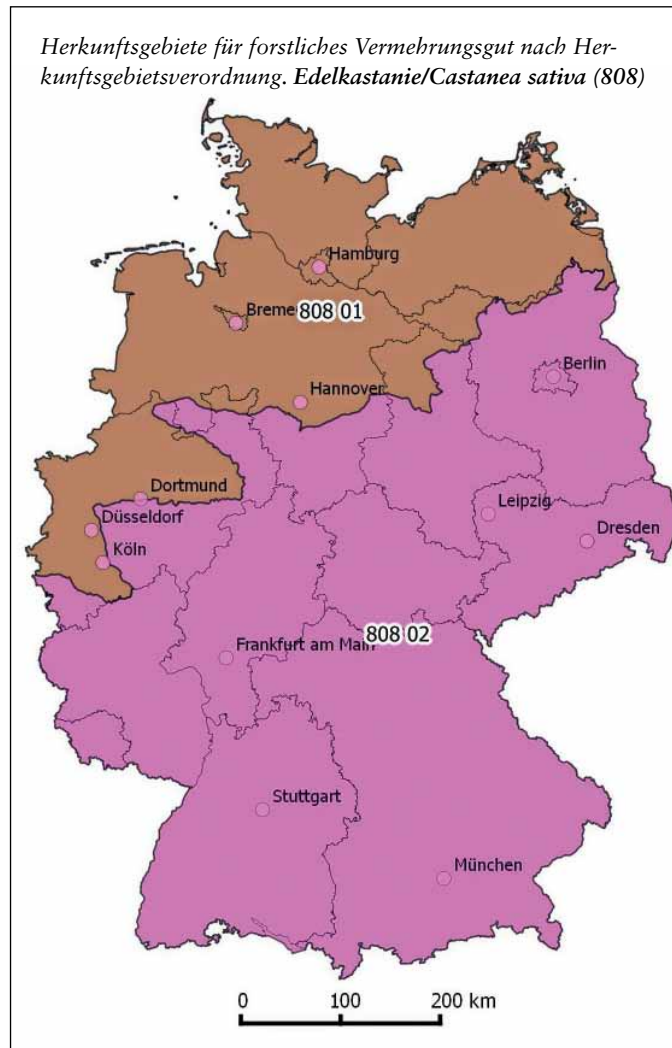 Herkunftsgebiete für forstliches Vermehrungsgut nach Her-
kunftsgebietsverordnung. Edelkastanie/Castanea sativa (808)
Hamburg
Breme
808 01
Hannover
Berlin
Dortmund
Düsseldorf
Köln
Leipzig
Dresden
808 02
Frankfurt am Main
Stuttgart
München
0 100 200 km